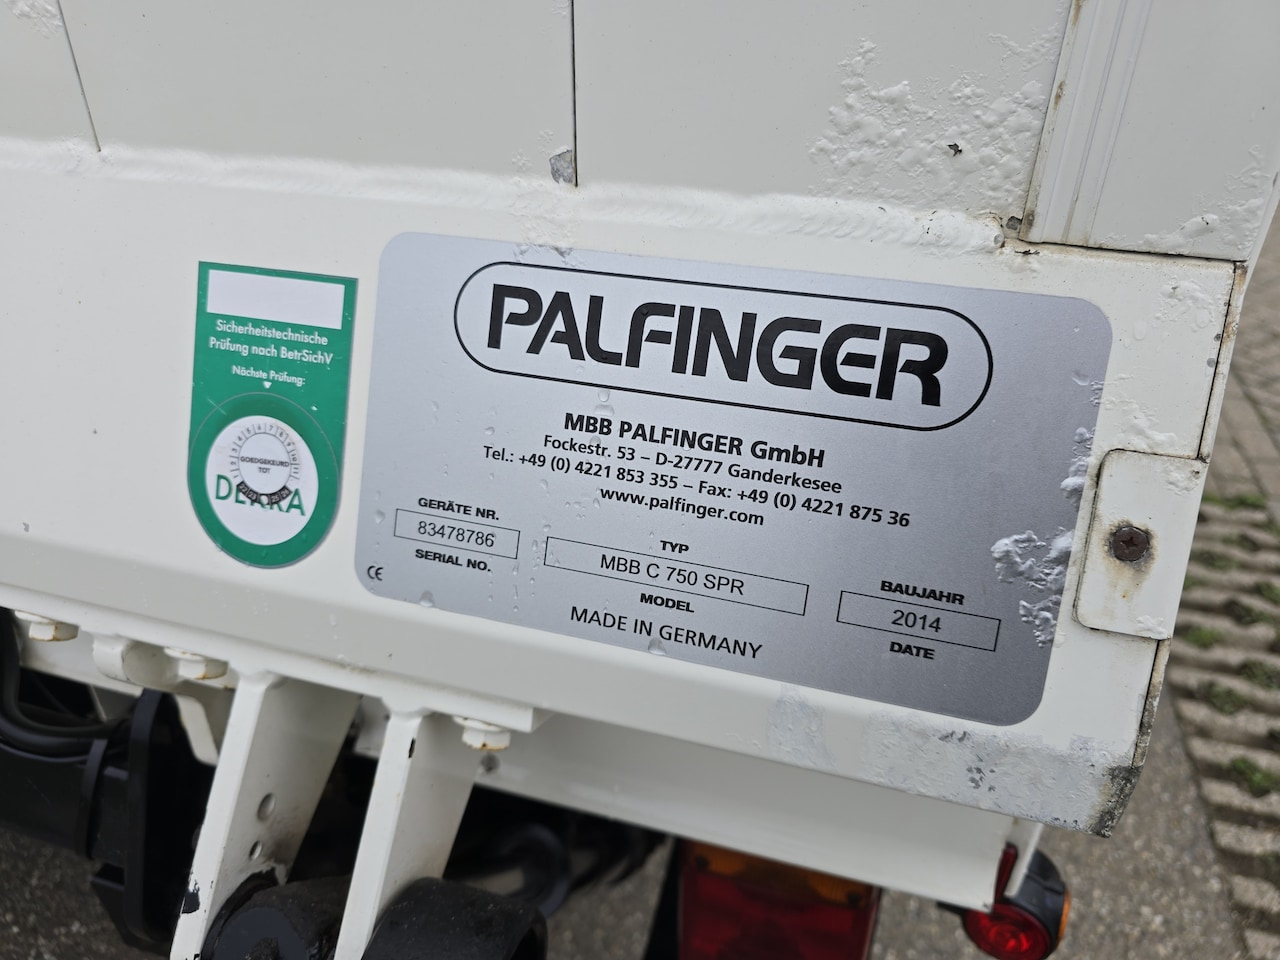 Sicherheitstechnische
Prüfung nach BetrSichV
Nächste Prüfung:
GOEDGEKEURD
TOT
DEKRA
PALFINGER
MBB PALFINGER GmbH
Fockestr. 53 – D-27777 Ganderkesee
Tel.: +49 (0) 4221 853 355 – Fax: +49 (0) 4221 875 36
www.palfinger.com
GERÄTE NR.
83478786
SERIAL NO.
TYP
MBB C 750 SPR
MODEL
BAUJAHR
2014
DATE
CE
MADE IN GERMANY